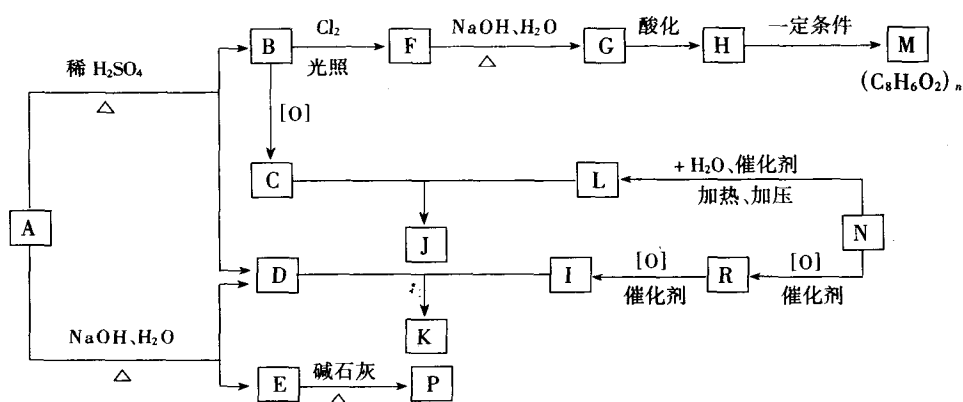 B
Cl₂
光照
F
NaOH、H₂O
△
G
酸化
H
一定条件
M
(C₈H₆O₂)ₙ
稀 H₂SO₄
△
[O]
C
L
+ H₂O、催化剂
加热、加压
A
J
N
D
I
[O]
催化剂
R
[O]
催化剂
K
NaOH、H₂O
△
E
碱石灰
△
P